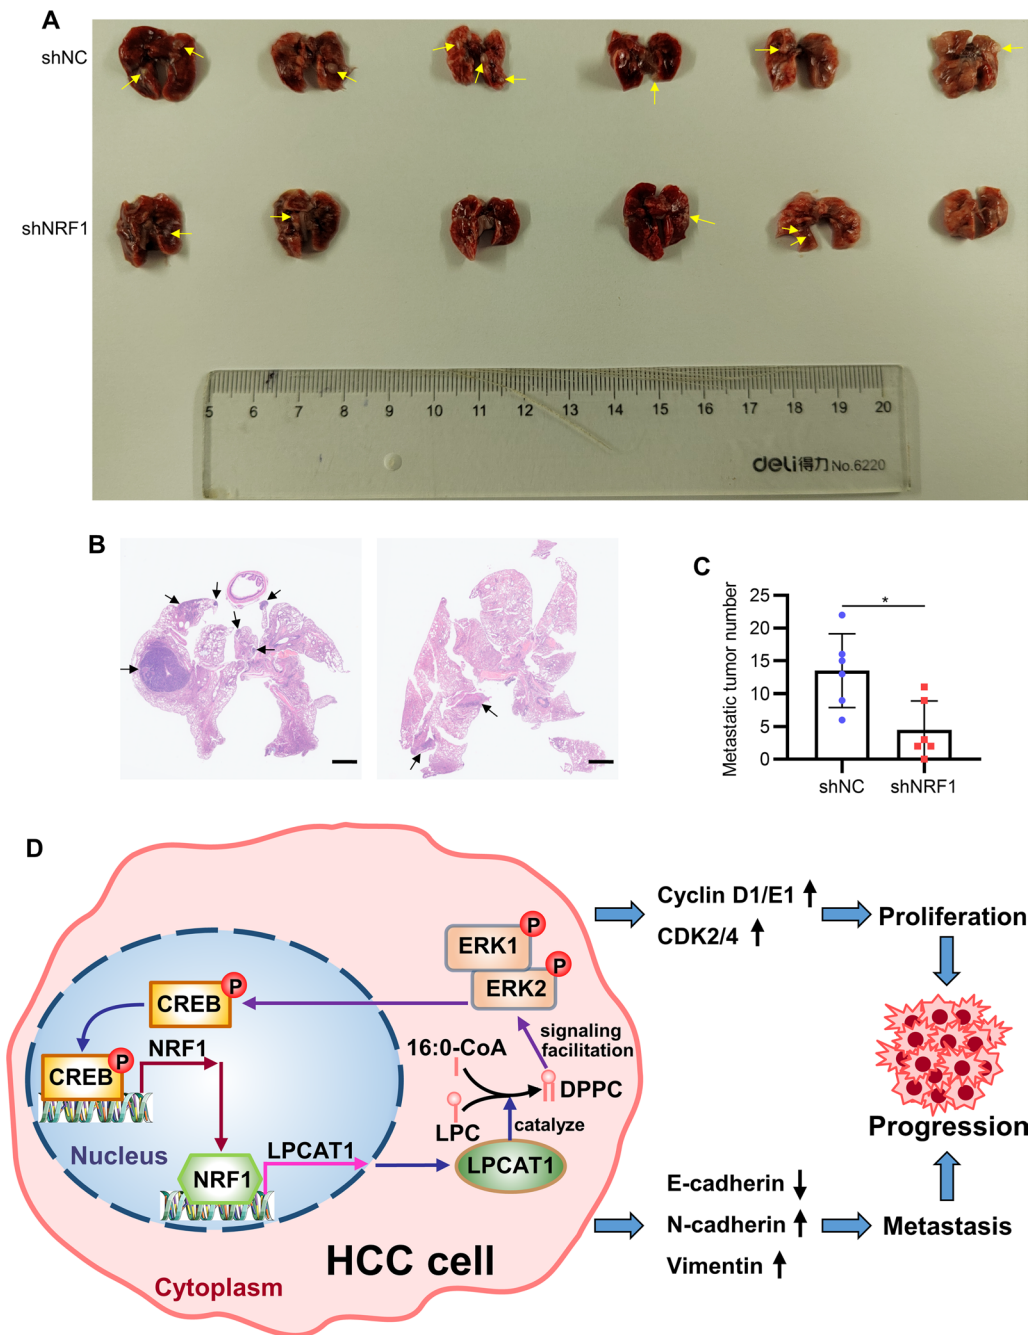 A
shNC
shNRF1
5 6 7 8 9 10 11 12 13 14 15 16 17 18 19 20
deli得力 No.6220
B
C
Metastatic tumor number
25
20
15
10
5
0
*
shNC shNRF1
D
ERK1 P
ERK2 P
CREB P
CREB P
NRF1
Nucleus
NRF1
LPCAT1
16:0-CoA
signaling
facilitation
DPPC
LPC
catalyze
LPCAT1
HCC cell
Cytoplasm
Cyclin D1/E1
CDK2/4
Proliferation
Progression
E-cadherin
N-cadherin
Vimentin
Metastasis